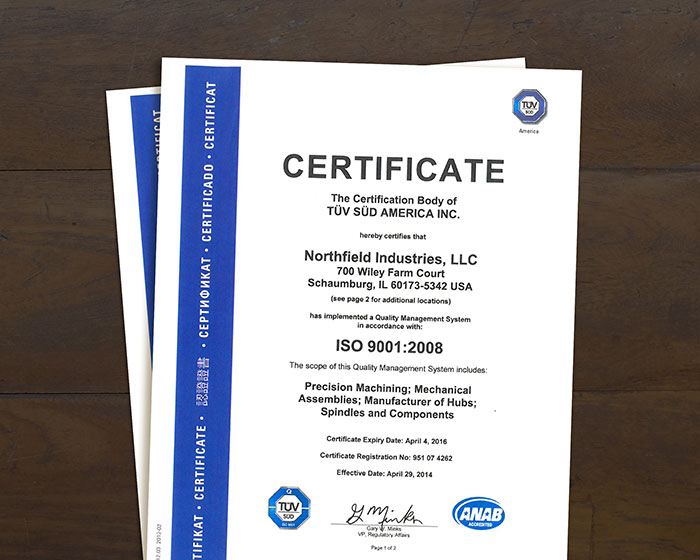 TÜV
SÜD
America
CERTIFICATE
The Certification Body of
TÜV SÜD AMERICA INC.
hereby certifies that
Northfield Industries, LLC
700 Wiley Farm Court
Schaumburg, IL 60173-5342 USA
(see page 2 for additional locations)
has implemented a Quality Management System
in accordance with:
ISO 9001:2008
The scope of this Quality Management System includes:
Precision Machining; Mechanical
Assemblies; Manufacturer of Hubs;
Spindles and Components
Certificate Expiry Date: April 4, 2016
Certificate Registration No: 951 07 4262
Effective Date: April 29, 2014
TÜV
SÜD
ISO 9001
Gary W. Minks
VP, Regulatory Affairs
ANAB
ACCREDITED
Page 1 of 2
TIFIKAT • CERTIFICATE • 認證證書 • СЕРТИФИКАТ • CERTIFICADO • CERTIFICAT